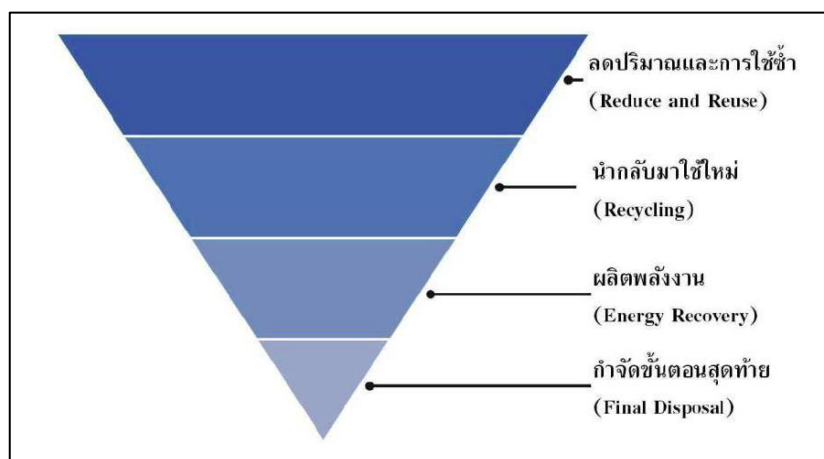 ลดปริมาณและการใช้ซ้ำ
(Reduce and Reuse)
นำกลับมาใช้ใหม่
(Recycling)
ผลิตพลังงาน
(Energy Recovery)
กำจัดขั้นตอนสุดท้าย
(Final Disposal)